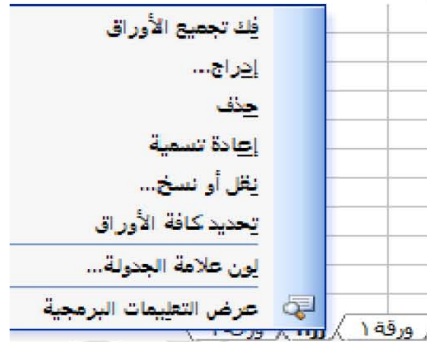 فك تجميع الأوراق
إدراج...
حذف
إعادة تسمية
نقل أو نسخ...
تحديد كافة الأوراق
لون علامة الجدولة...
عرض التعليمات البرمجية
ورقة١